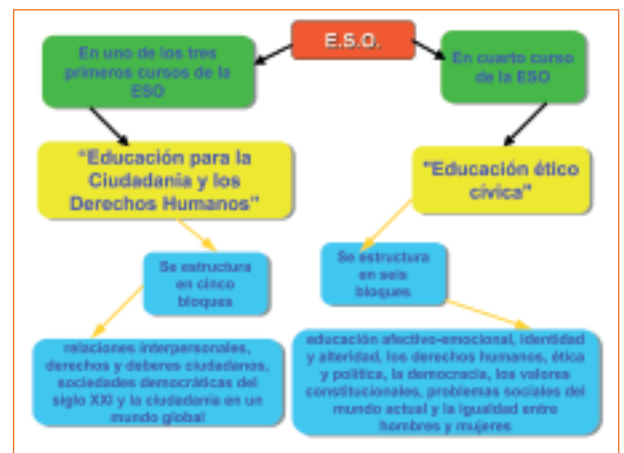 E.S.O.
En uno de los tres
primeros cursos de la
ESO
En cuarto curso
de la ESO
"Educación para la
Ciudadanía y los
Derechos Humanos"
"Educación ético
cívica"
Se estructura
en cinco
bloques
Se estructura
en seis
bloques
relaciones interpersonales,
derechos y deberes ciudadanos,
sociedades democráticas del
siglo XXI y la ciudadanía en un
mundo global
educación afectivo-emocional, identidad
y alteridad, los derechos humanos, ética
y política, la democracia, los valores
constitucionales, problemas sociales del
mundo actual y la igualdad entre
hombres y mujeres